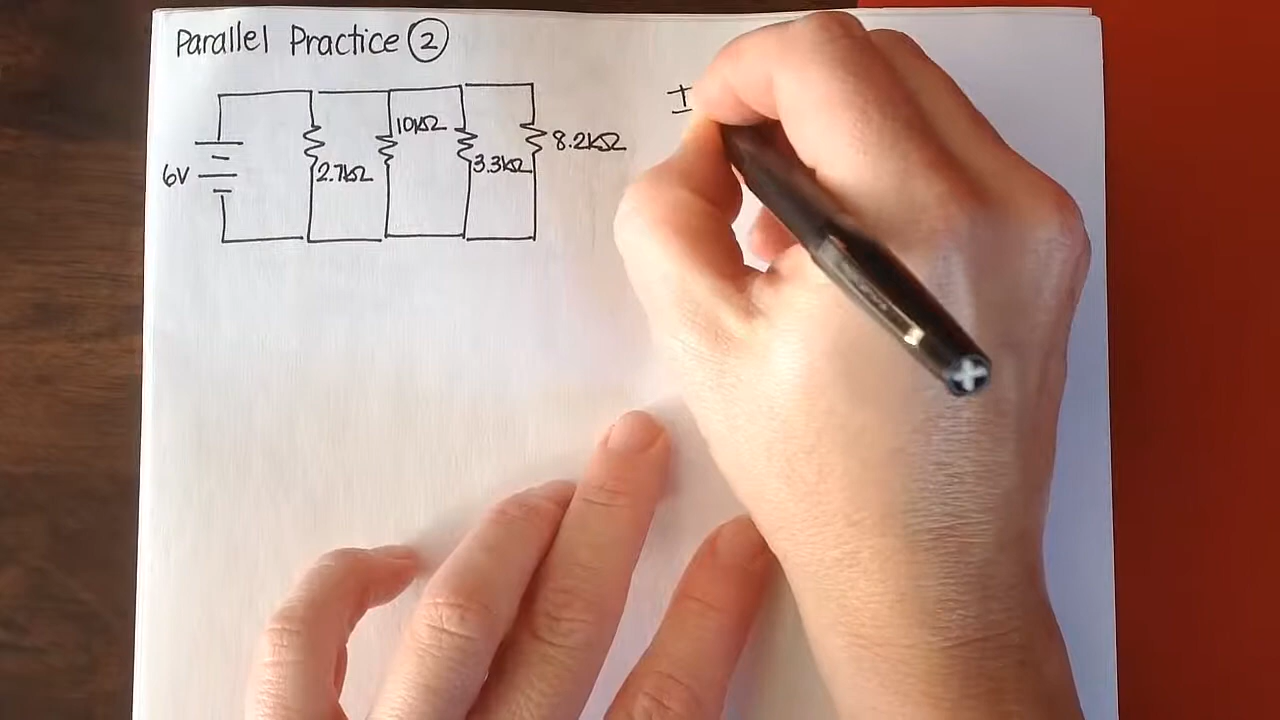 Parallel Practice ②
10kΩ
8.2kΩ
6V
2.7kΩ
3.3kΩ
I